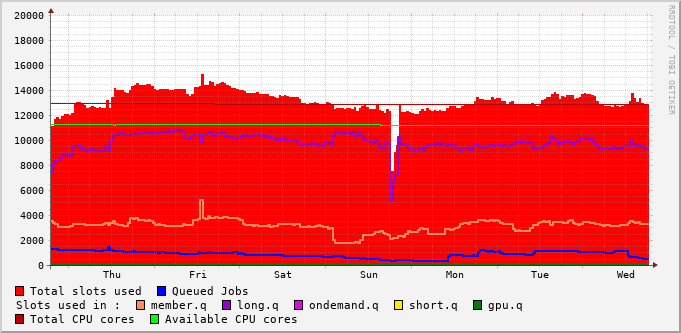 20000
18000
16000
14000
12000
10000
8000
6000
4000
2000
0
Thu Fri Sat Sun Mon Tue Wed
RRDTOOL / TOBI OETIKER
Total slots used Queued Jobs
Slots used in : member.q long.q ondemand.q short.q gpu.q
Total CPU cores Available CPU cores